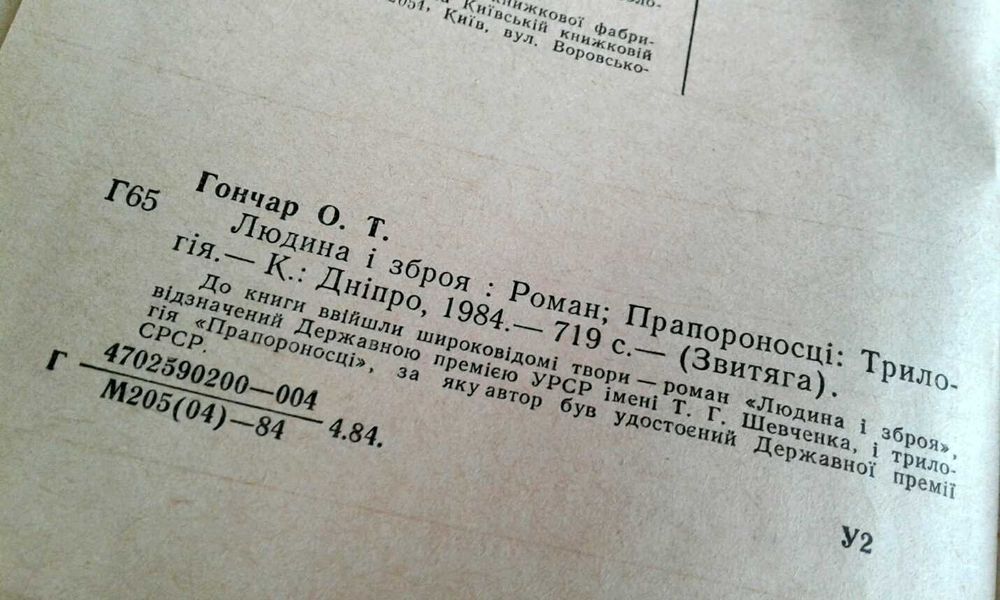 книжкової фабри-
Київській книжковій
Київ, вул. Воровсько-
Гончар О. Т.
Г65
Людина і зброя : Роман; Прапороносці: Трило-
гія.— К.: Дніпро, 1984.— 719 с.— (Звитяга).
До книги ввійшли широковідомі твори — роман «Людина і зброя»,
відзначений Державною премією УРСР імені Т. Г. Шевченка, і трило-
гія «Прапороносці», за яку автор був удостоєний Державної премії
СРСР.
4702590200—004
Г 4.84.
М205(04)—84
У2